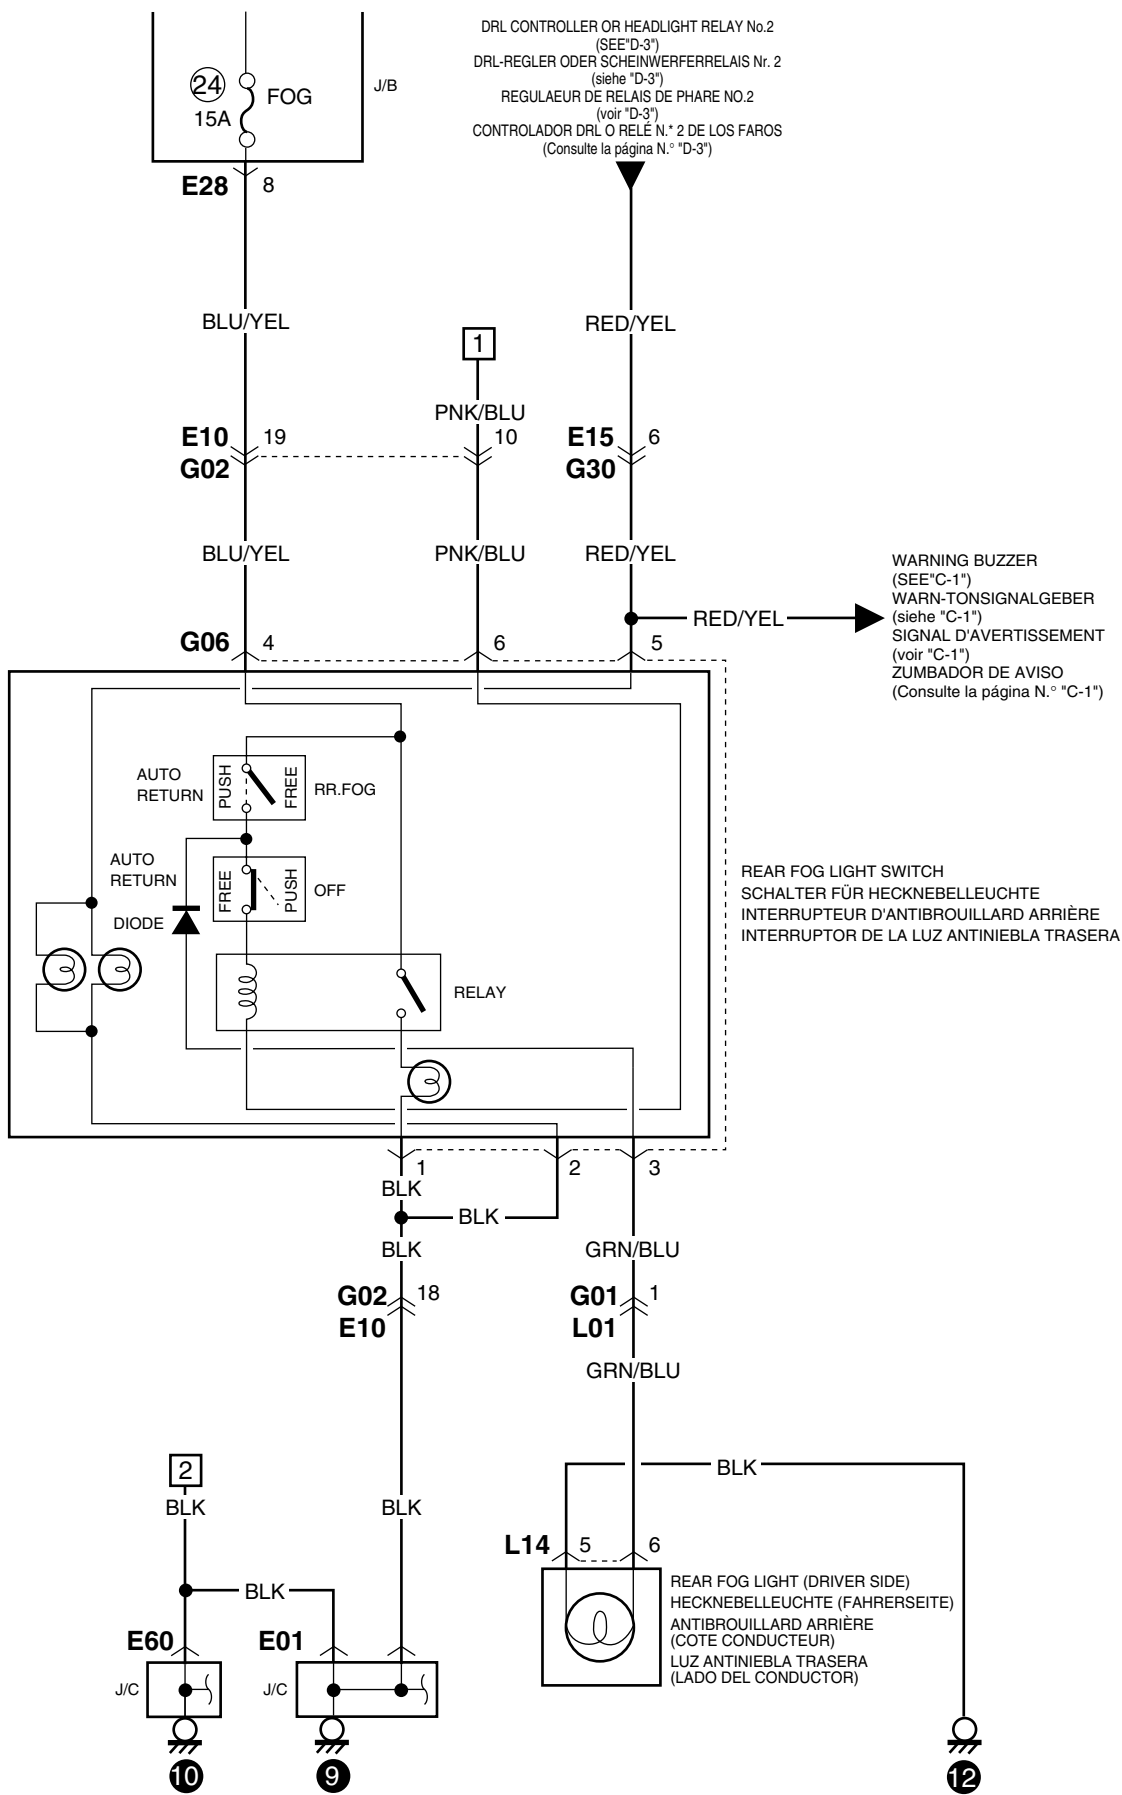 DRL CONTROLLER OR HEADLIGHT RELAY No.2
(SEE"D-3")
DRL-REGLER ODER SCHEINWERFERRELAIS Nr. 2
(siehe "D-3")
REGULAEUR DE RELAIS DE PHARE NO.2
(voir "D-3")
CONTROLADOR DRL O RELÉ N.* 2 DE LOS FAROS
(Consulte la página N.° "D-3")
24
FOG
15A
J/B
E28 8
BLU/YEL
RED/YEL
1
PNK/BLU
E10 19
10
E15 6
G02
G30
BLU/YEL
PNK/BLU
RED/YEL
WARNING BUZZER
(SEE"C-1")
WARN-TONSIGNALGEBER
(siehe "C-1")
SIGNAL D'AVERTISSEMENT
(voir "C-1")
ZUMBADOR DE AVISO
(Consulte la página N.° "C-1")
RED/YEL
G06 4
6
5
AUTO
RETURN
PUSH
FREE
RR.FOG
AUTO
RETURN
FREE
PUSH
OFF
DIODE
RELAY
REAR FOG LIGHT SWITCH
SCHALTER FÜR HECKNEBELLEUCHTE
INTERRUPTEUR D'ANTIBROUILLARD ARRIÈRE
INTERRUPTOR DE LA LUZ ANTINIEBLA TRASERA
1
2
3
BLK
BLK
BLK
GRN/BLU
G02 18
E10
G01 1
L01
GRN/BLU
2
BLK
BLK
BLK
BLK
L14 5
6
E60
E01
J/C
J/C
REAR FOG LIGHT (DRIVER SIDE)
HECKNEBELLEUCHTE (FAHRERSEITE)
ANTIBROUILLARD ARRIÈRE
(COTE CONDUCTEUR)
LUZ ANTINIEBLA TRASERA
(LADO DEL CONDUCTOR)
10
9
12